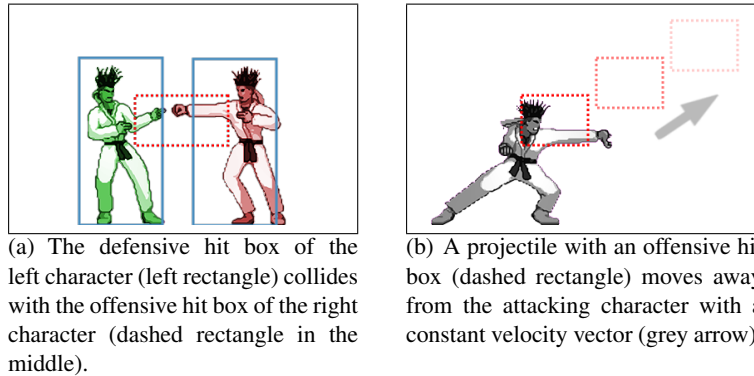 (a) The defensive hit box of the
left character (left rectangle) collides
with the offensive hit box of the right
character (dashed rectangle in the
middle).
(b) A projectile with an offensive hi
box (dashed rectangle) moves away
from the attacking character with a
constant velocity vector (grey arrow)